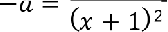 −u = ‾‾‾‾‾‾
(x + 1)²